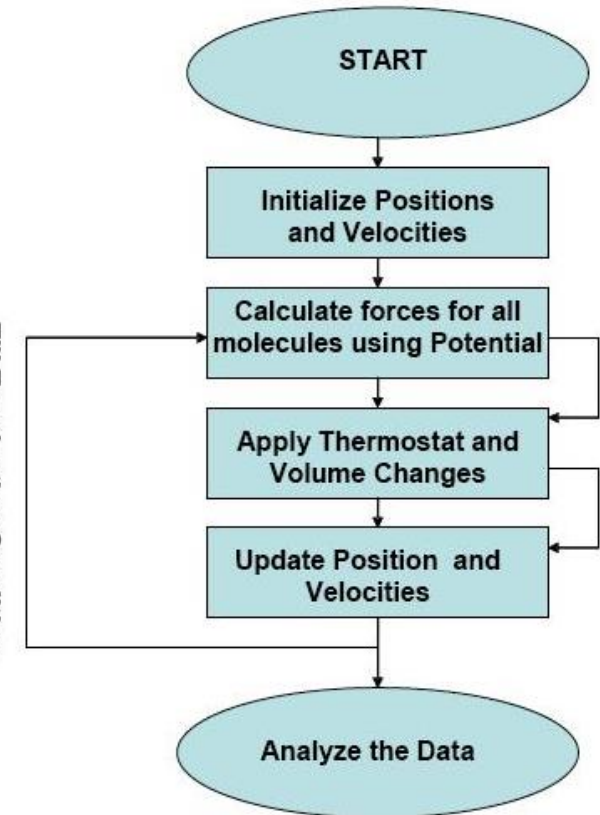 START
Initialize Positions
and Velocities
Calculate forces for all
molecules using Potential
Apply Thermostat and
Volume Changes
Update Position and
Velocities
Analyze the Data